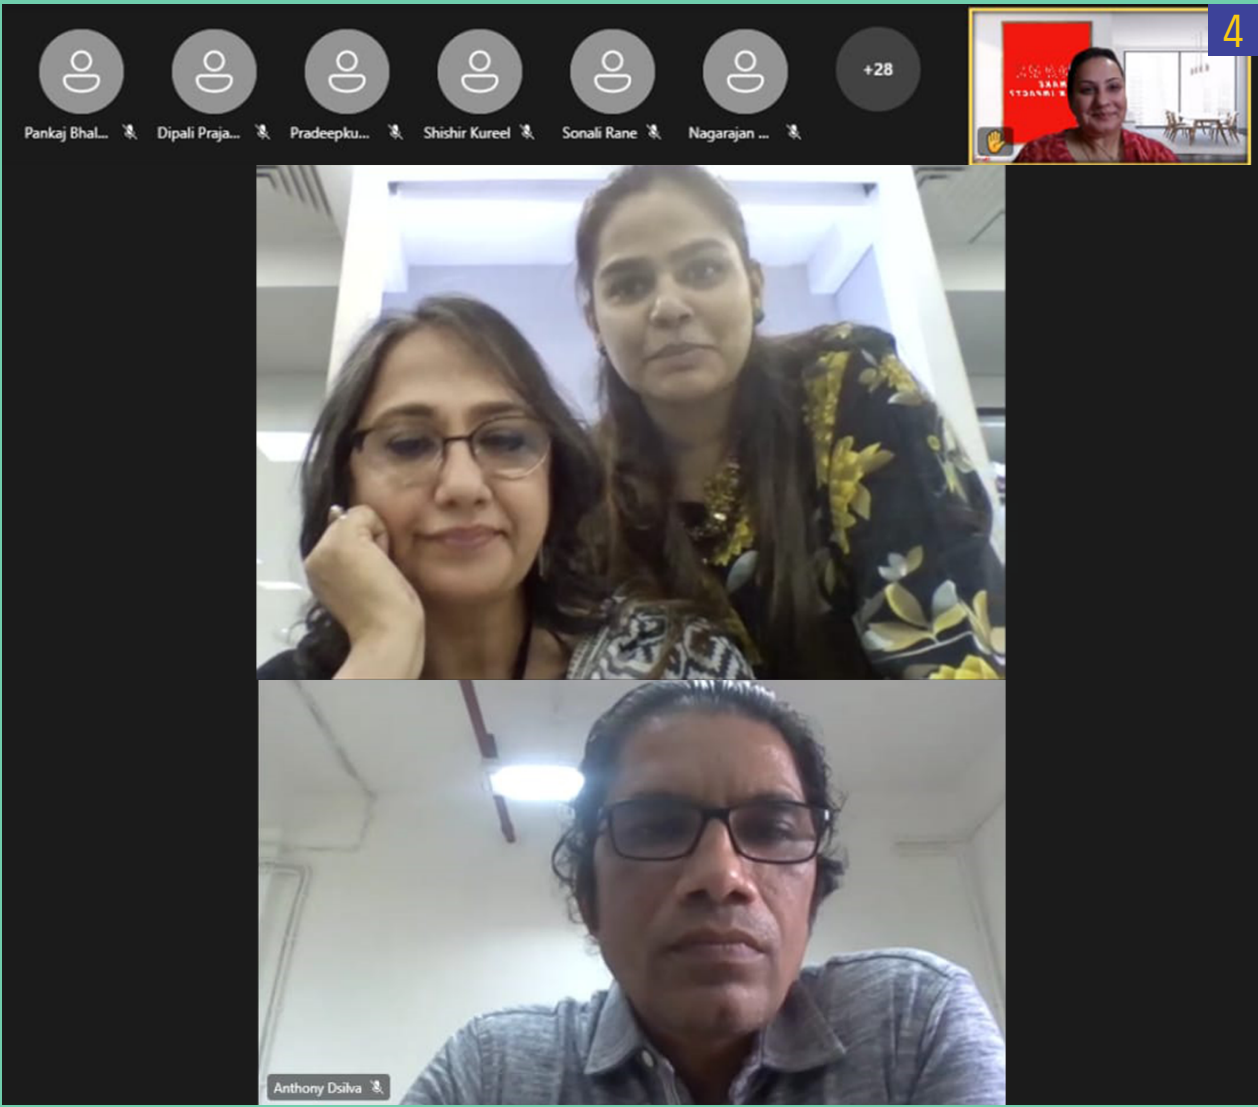 4
Pankaj Bhal...
Dipali Praja...
Pradeepku...
Shishir Kureel
Sonali Rane
Nagarajan ...
+28
Anthony Dsilva